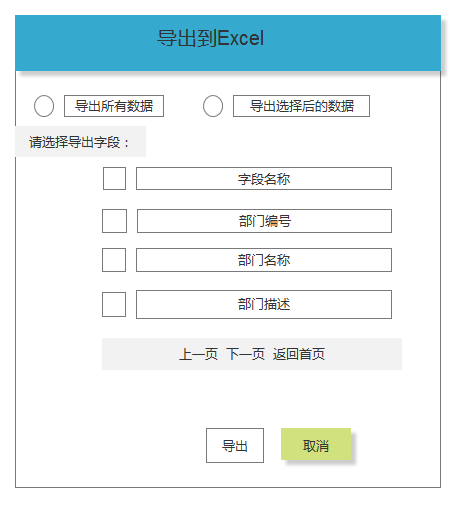 导出到Excel
导出所有数据 导出选择后的数据
请选择导出字段：
字段名称
部门编号
部门名称
部门描述
上一页 下一页 返回首页
导出 取消